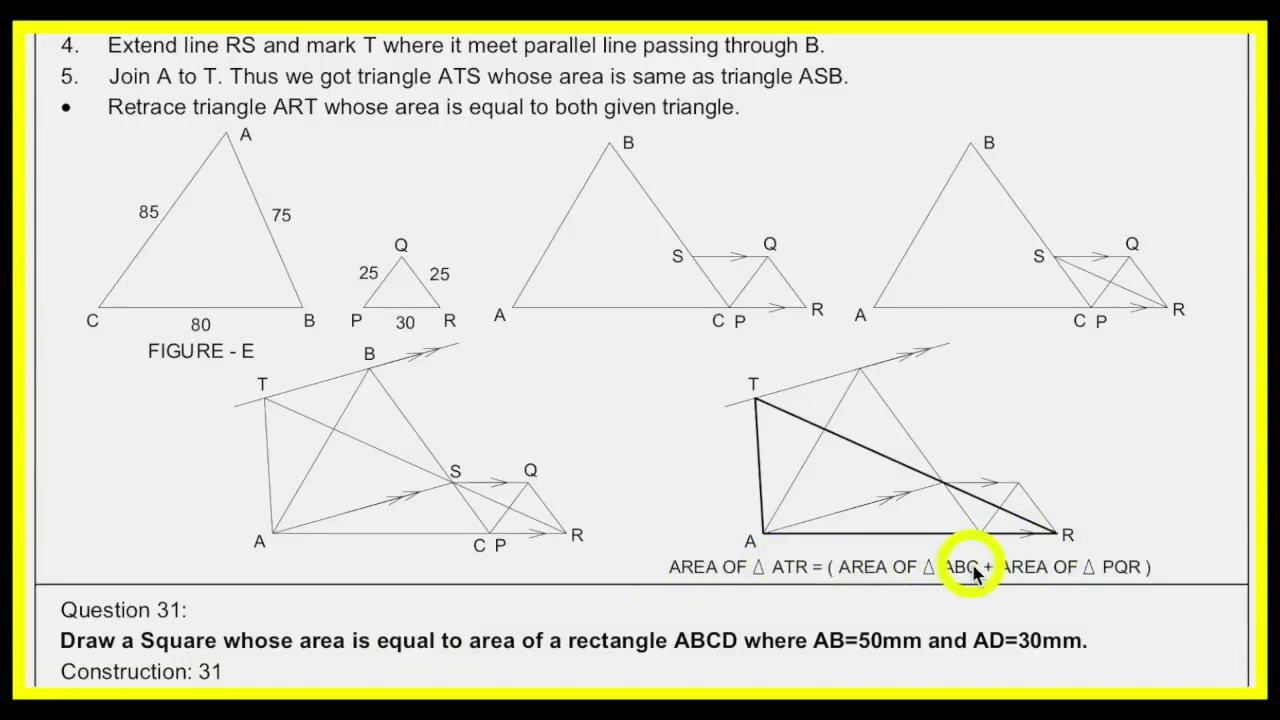 4. Extend line RS and mark T where it meet parallel line passing through B.
5. Join A to T. Thus we got triangle ATS whose area is same as triangle ASB.
• Retrace triangle ART whose area is equal to both given triangle.
A
85
75
C
80
B
FIGURE - E
Q
25
25
P
30
R
B
S
Q
A
C P
R
B
S
Q
A
C P
R
B
T
S
Q
A
C P
R
T
A
R
AREA OF △ ATR = ( AREA OF △ ABC + AREA OF △ PQR )
Question 31:
Draw a Square whose area is equal to area of a rectangle ABCD where AB=50mm and AD=30mm.
Construction: 31